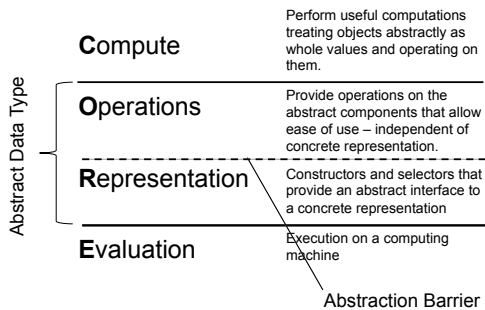 Compute
Perform useful computations
treating objects abstractly as
whole values and operating on
them.
Abstract Data Type
Operations
Provide operations on the
abstract components that allow
ease of use – independent of
concrete representation.
Representation
Constructors and selectors that
provide an abstract interface to
a concrete representation
Evaluation
Execution on a computing
machine
Abstraction Barrier